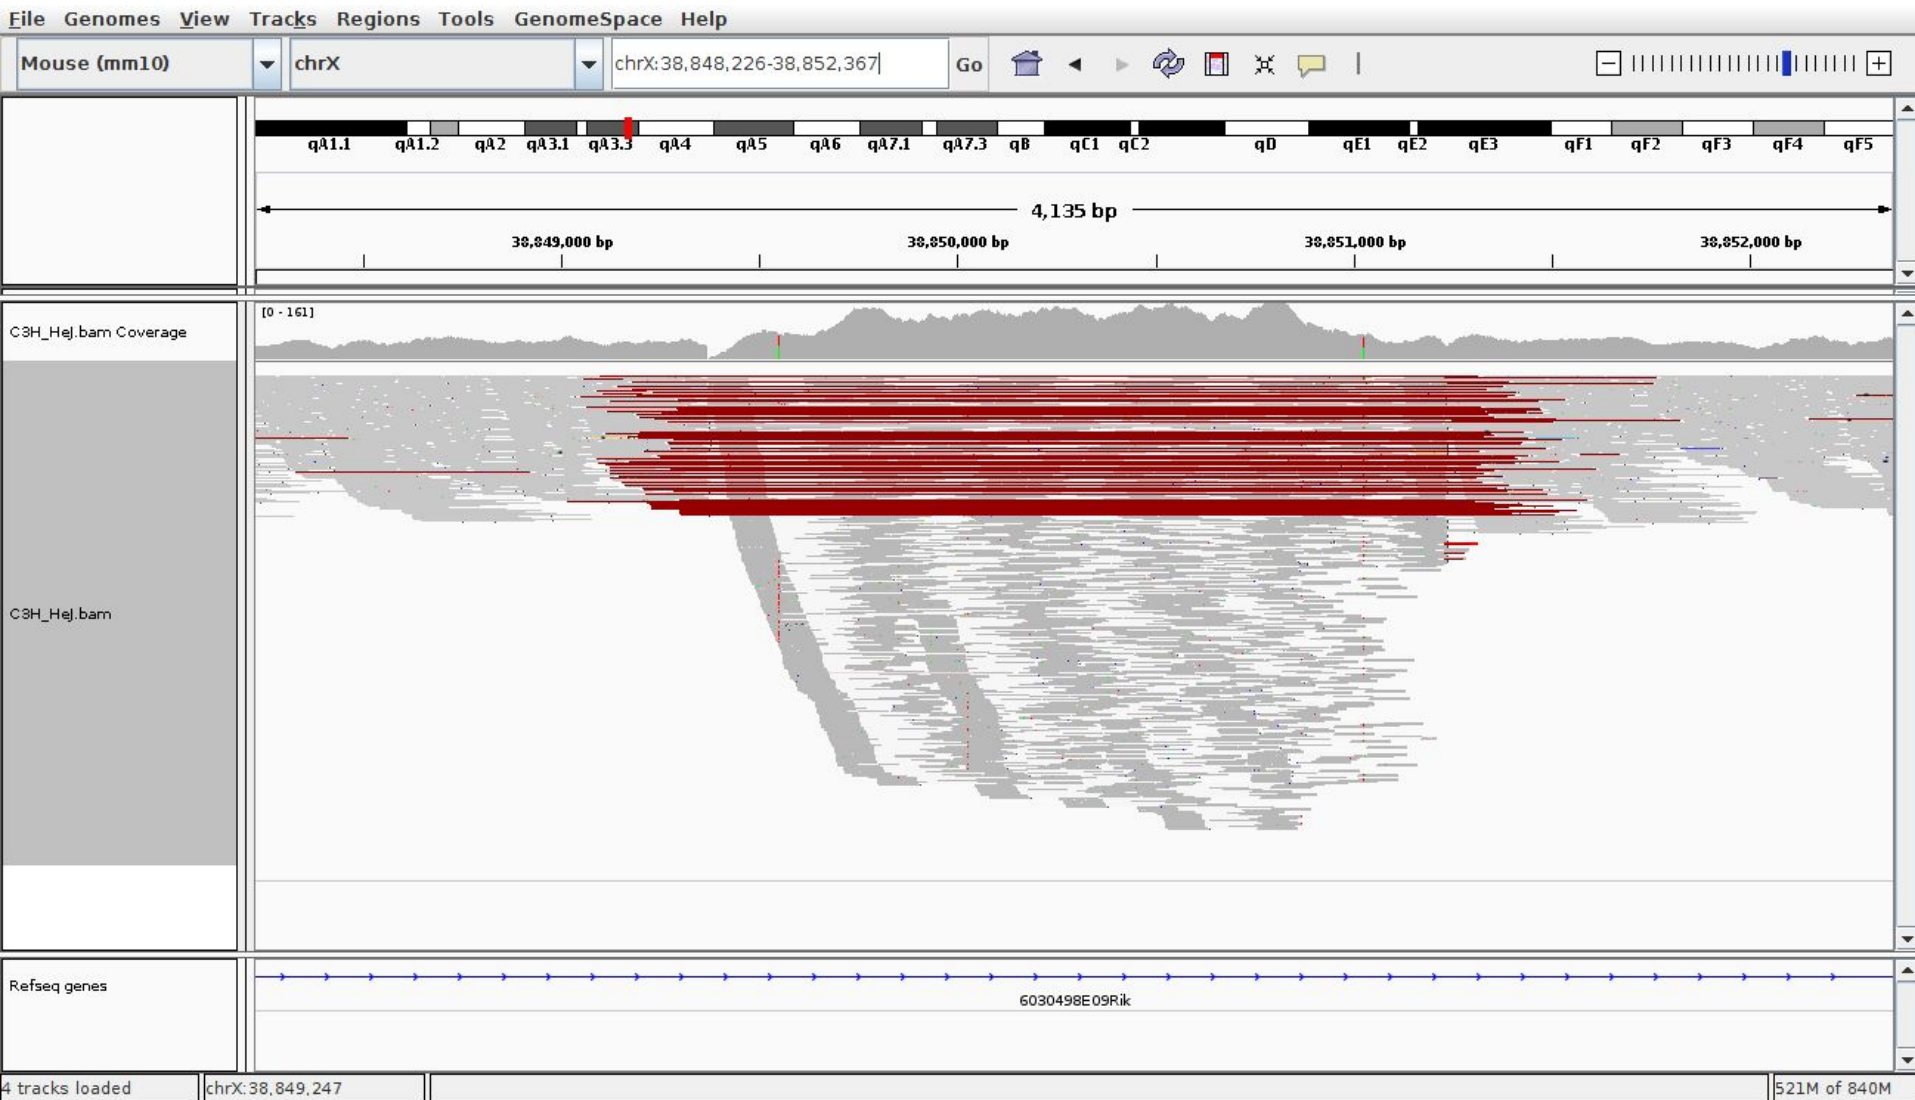 File Genomes View Tracks Regions Tools GenomeSpace Help
Mouse (mm10) chrX chrX:38,848,226-38,852,367 Go
qA1.1 qA1.2 qA2 qA3.1 qA3.3 qA4 qA5 qA6 qA7.1 qA7.3 qB qC1 qC2 qD qE1 qE2 qE3 qF1 qF2 qF3 qF4 qF5
4,135 bp
38,849,000 bp 38,850,000 bp 38,851,000 bp 38,852,000 bp
[0 - 161]
C3H_HeJ.bam Coverage
C3H_HeJ.bam
Refseq genes
6030498E09Rik
4 tracks loaded chrX:38,849,247 521M of 840M